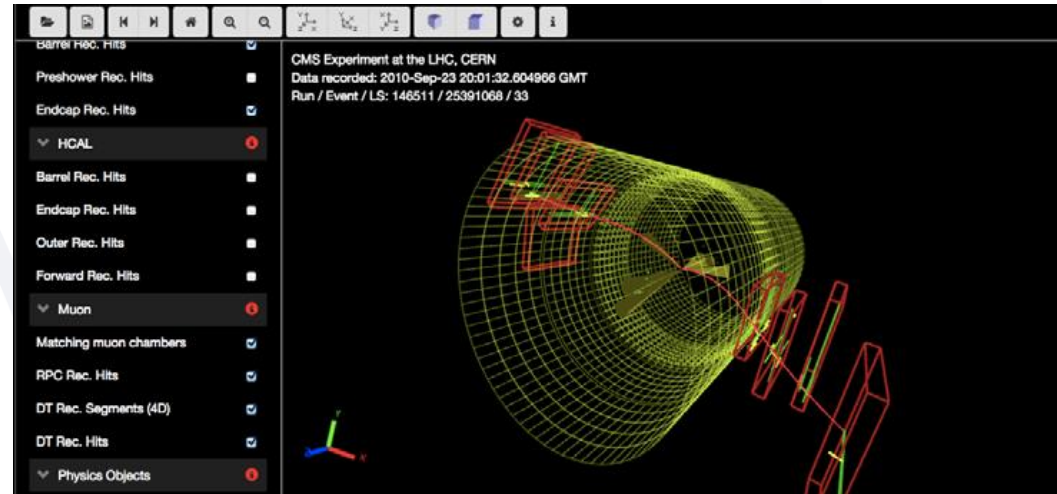 Barrel Rec. Hits
Preshower Rec. Hits
Endcap Rec. Hits
HCAL
Barrel Rec. Hits
Endcap Rec. Hits
Outer Rec. Hits
Forward Rec. Hits
Muon
Matching muon chambers
RPC Rec. Hits
DT Rec. Segments (4D)
DT Rec. Hits
Physics Objects
CMS Experiment at the LHC, CERN
Data recorded: 2010-Sep-23 20:01:32.604966 GMT
Run / Event / LS: 146511 / 25391068 / 33